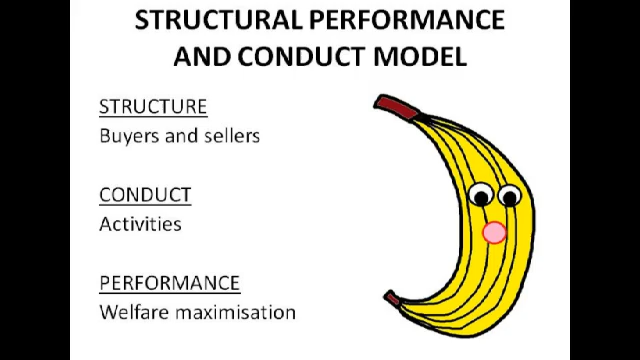 STRUCTURAL PERFORMANCE
AND CONDUCT MODEL
STRUCTURE
Buyers and sellers
CONDUCT
Activities
PERFORMANCE
Welfare maximisation